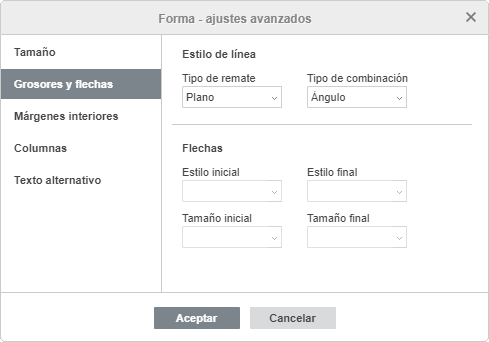 Forma - ajustes avanzados
Tamaño
Grosores y flechas
Márgenes interiores
Columnas
Texto alternativo
Estilo de línea
Tipo de remate Tipo de combinación
Plano Ángulo
Flechas
Estilo inicial Estilo final
Tamaño inicial Tamaño final
Aceptar Cancelar